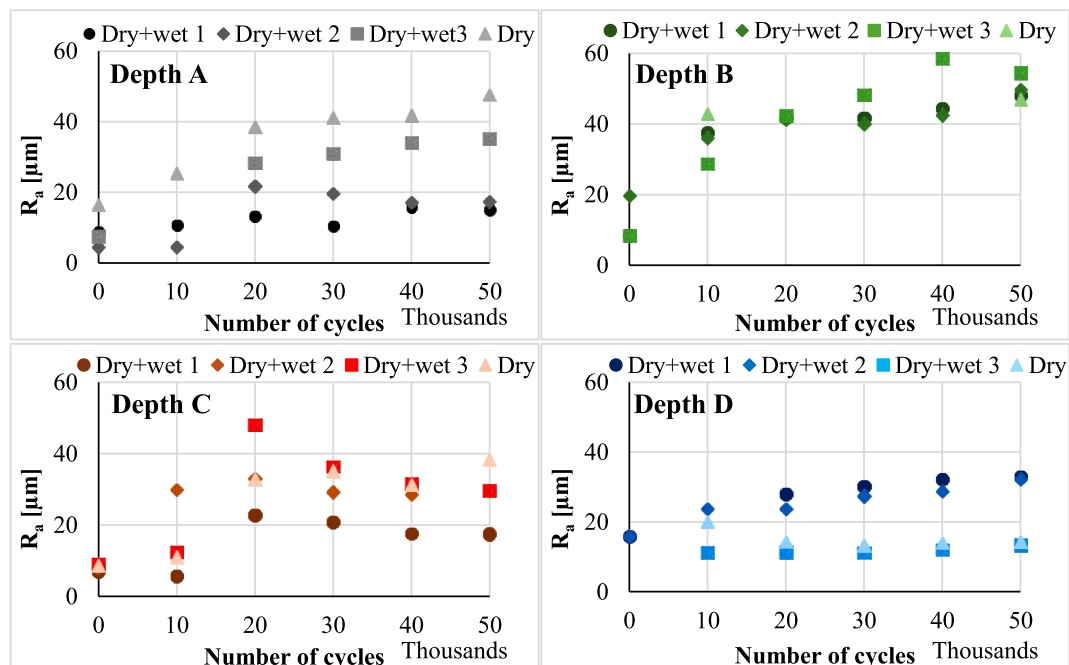 Dry+wet 1 Dry+wet 2 Dry+wet3 Dry
60
Depth A
40
20
0
R_a [µm]
0 10 20 30 40 50
Number of cycles Thousands
Dry+wet 1 Dry+wet 2 Dry+wet 3 Dry
60
Depth B
40
20
0
R_a [µm]
0 10 20 30 40 50
Number of cycles Thousands
Dry+wet 1 Dry+wet 2 Dry+wet 3 Dry
60
Depth C
40
20
0
R_a [µm]
0 10 20 30 40 50
Number of cycles Thousands
Dry+wet 1 Dry+wet 2 Dry+wet 3 Dry
60
Depth D
40
20
0
R_a [µm]
0 10 20 30 40 50
Number of cycles Thousands